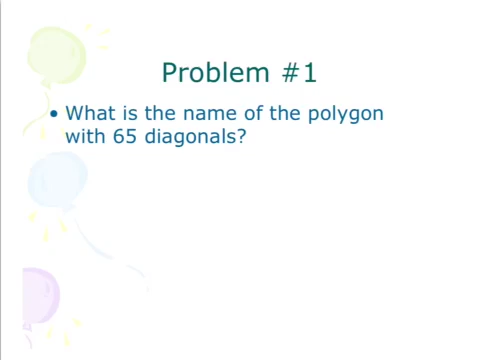 Problem #1
• What is the name of the polygon
with 65 diagonals?